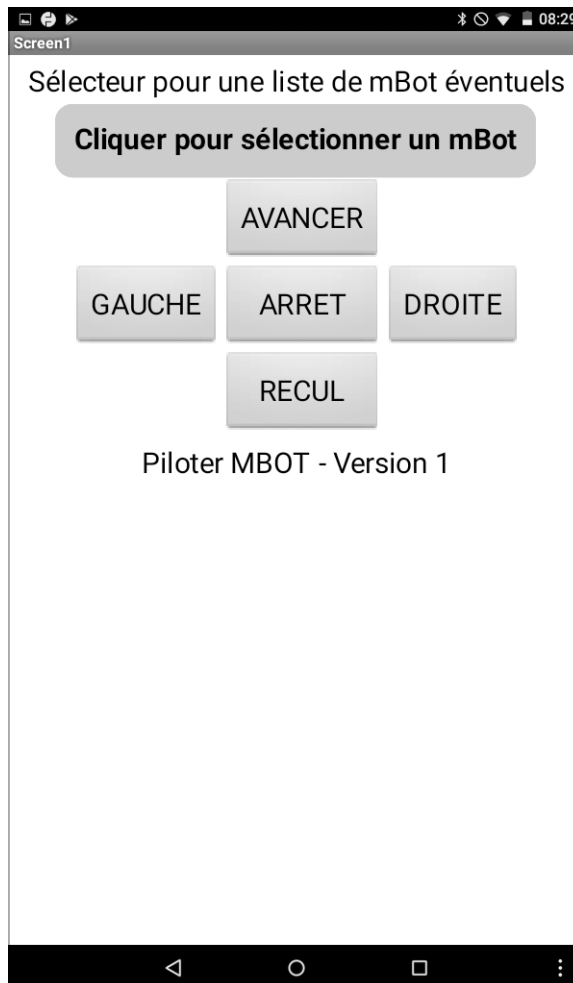 08:29
Screen1
Sélecteur pour une liste de mBot éventuels
Cliquer pour sélectionner un mBot
AVANCER
GAUCHE ARRET DROITE
RECUL
Piloter MBOT - Version 1